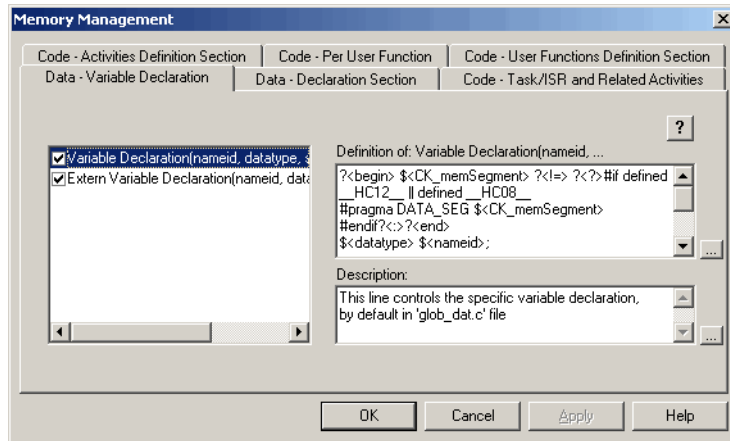 Memory Management
Code - Activities Definition Section
Code - Per User Function
Code - User Functions Definition Section
Data - Variable Declaration
Data - Declaration Section
Code - Task/ISR and Related Activities
?
Variable Declaration(nameid, datatype,
Extern Variable Declaration(nameid, data
Definition of: Variable Declaration(nameid, ...
?<begin> $<CK_memSegment> ?<!=> ?<?>#if defined
__HC12__ || defined __HC08__
#pragma DATA_SEG $<CK_memSegment>
#endif?<:>?<end>
$<datatype> $<nameid>;
...
Description:
This line controls the specific variable declaration,
by default in 'glob_dat.c' file
...
OK
Cancel
Apply
Help